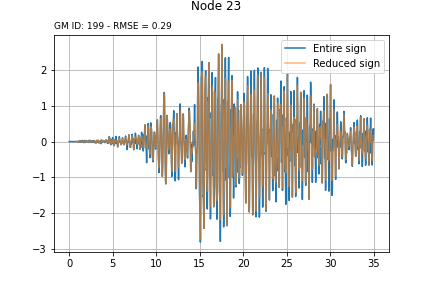 Node 23
GM ID: 199 - RMSE = 0.29
Entire sign
Reduced sign
2
1
0
−1
−2
−3
0 5 10 15 20 25 30 35